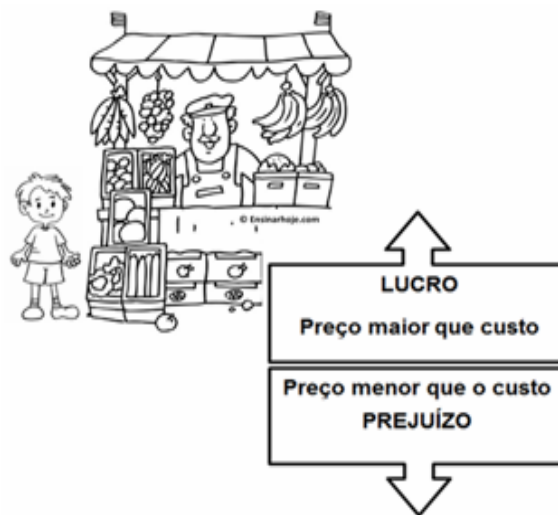 © Ensinarhoje.com
LUCRO
Preço maior que custo
Preço menor que o custo
PREJUÍZO